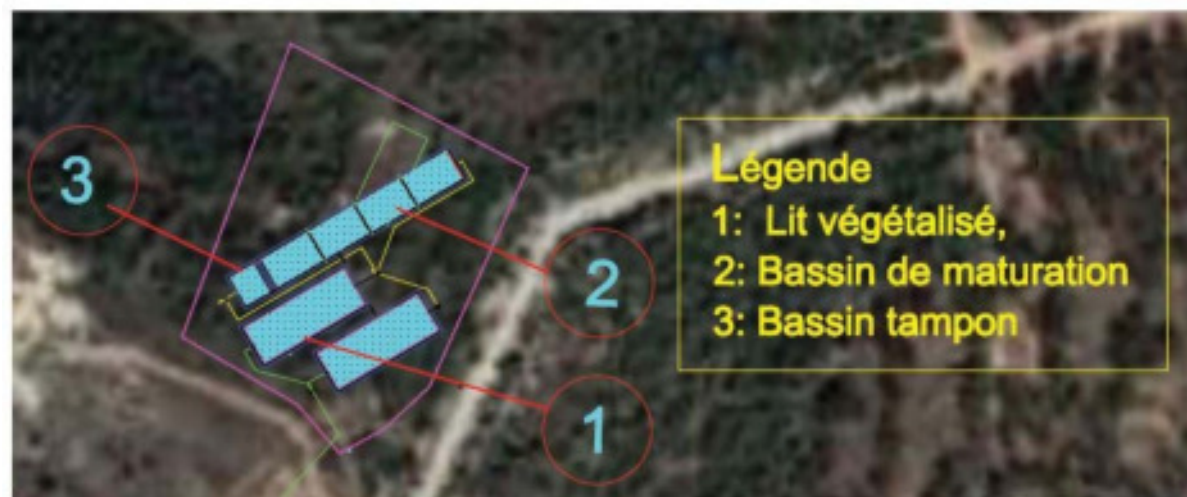 3
2
1
Légende
1: Lit végétalisé,
2: Bassin de maturation
3: Bassin tampon